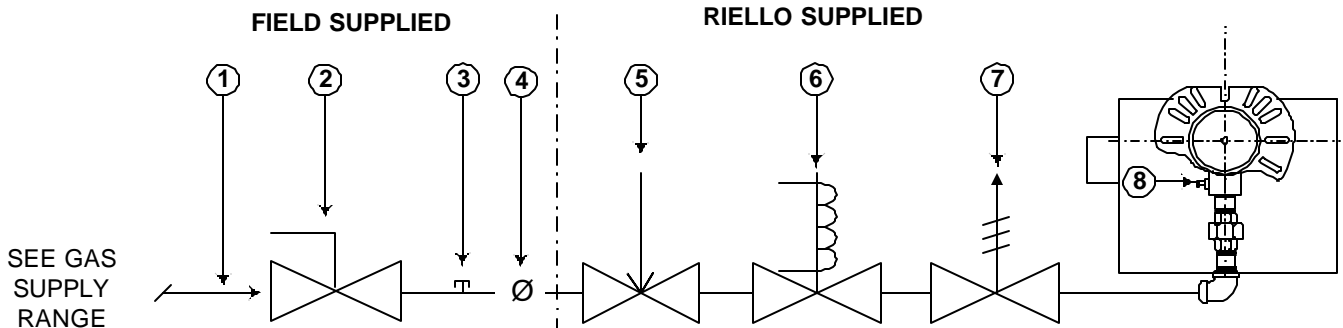 FIELD SUPPLIED
RIELLO SUPPLIED
1
2
3
4
5
6
7
8
SEE GAS
SUPPLY
RANGE
Ø